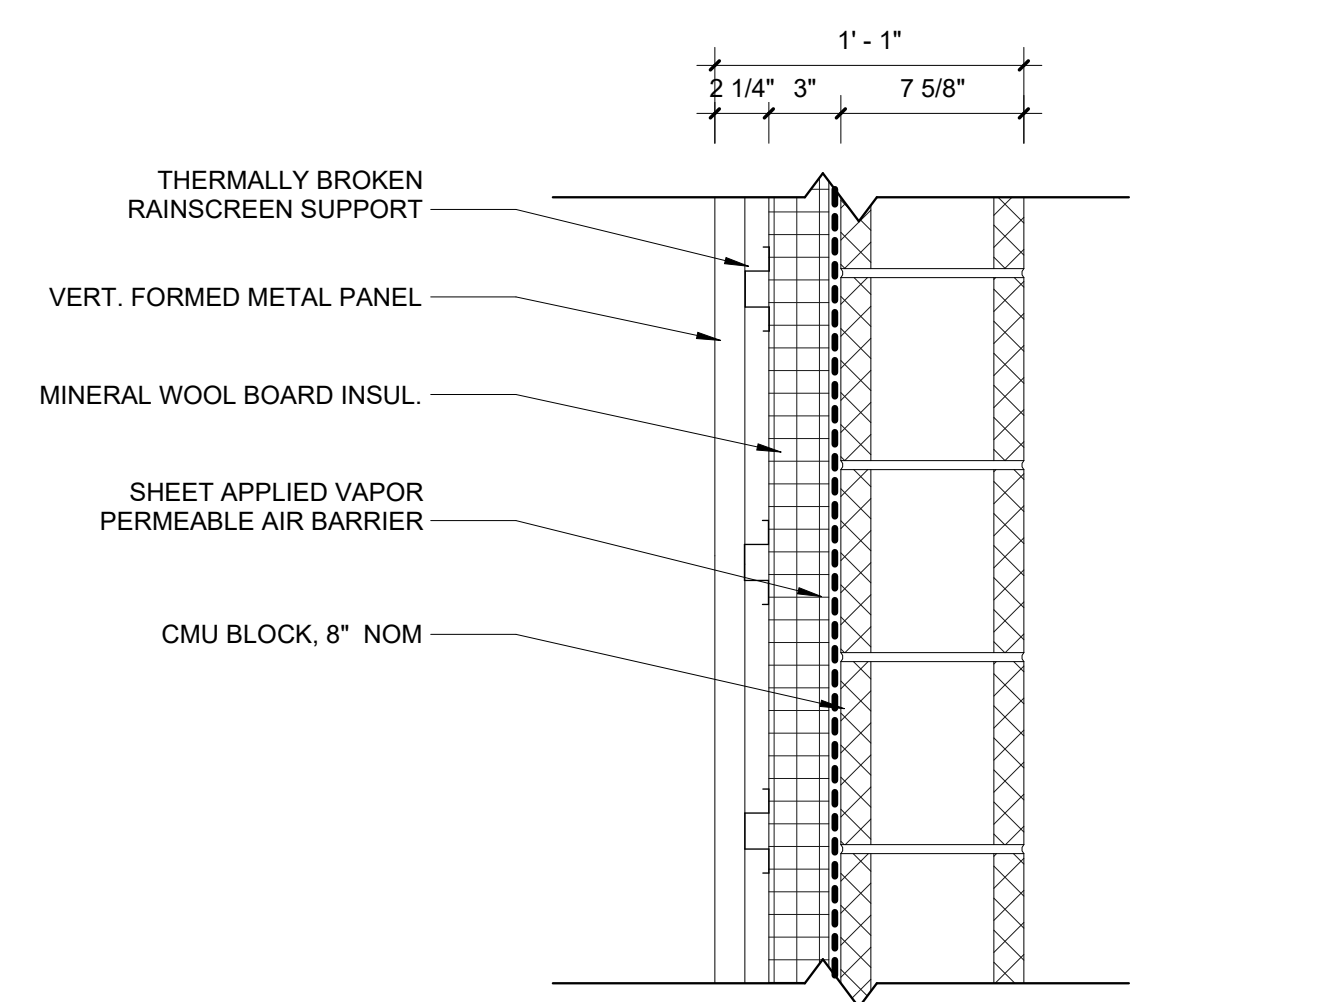 1' - 1"
2 1/4" 3" 7 5/8"
THERMALLY BROKEN
RAINSCREEN SUPPORT
VERT. FORMED METAL PANEL
MINERAL WOOL BOARD INSUL.
SHEET APPLIED VAPOR
PERMEABLE AIR BARRIER
CMU BLOCK, 8" NOM